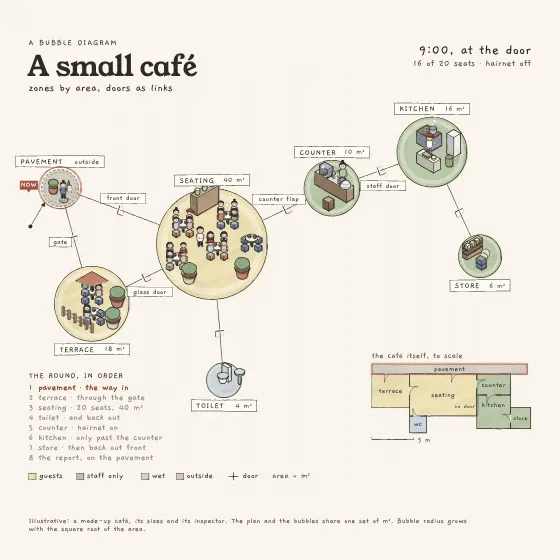 A BUBBLE DIAGRAM
A small café
zones by area, doors as links
9:00, at the door
16 of 20 seats · hairnet off
KITCHEN 16 m²
COUNTER 10 m²
PAVEMENT outside
SEATING 40 m²
NOW
front door
counter flap
staff door
gate
glass door
STORE 6 m²
TERRACE 18 m²
TOILET 4 m²
THE ROUND, IN ORDER
1 pavement · the way in
2 terrace · through the gate
3 seating · 20 seats, 40 m²
4 toilet · and back out
5 counter · hairnet on
6 kitchen · only past the counter
7 store · then back out front
8 the report, on the pavement
the café itself, to scale
pavement
terrace
seating
counter
no door
kitchen
store
wc
5 m
guests
staff only
wet
outside
door
area = m²
Illustrative: a made-up café, its sizes and its inspector. The plan and the bubbles share one set of m². Bubble radius grows
with the square root of the area.